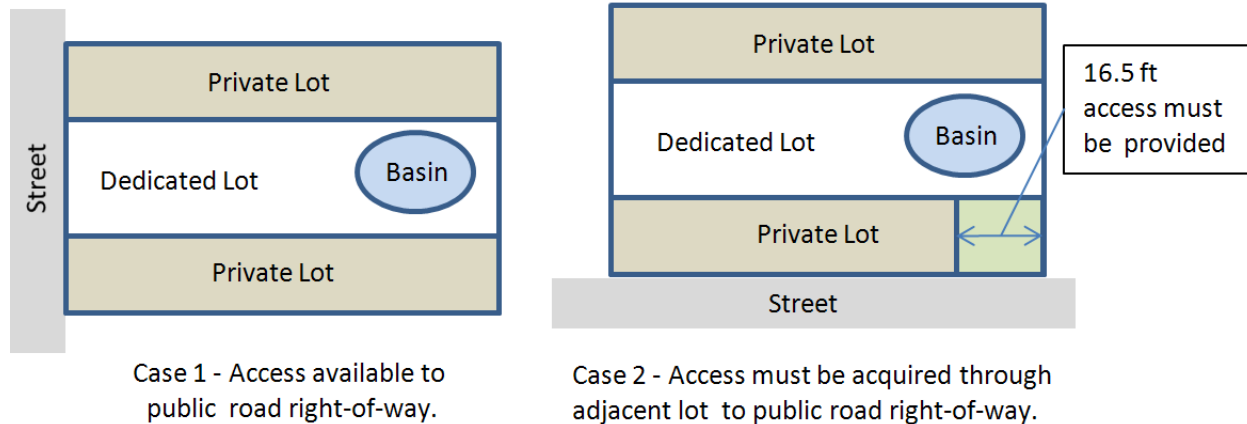 Street
Private Lot
Dedicated Lot
Basin
Private Lot
Case 1 - Access available to
public road right-of-way.
Private Lot
Dedicated Lot
Basin
Private Lot
Street
16.5 ft
access must
be provided
Case 2 - Access must be acquired through
adjacent lot to public road right-of-way.